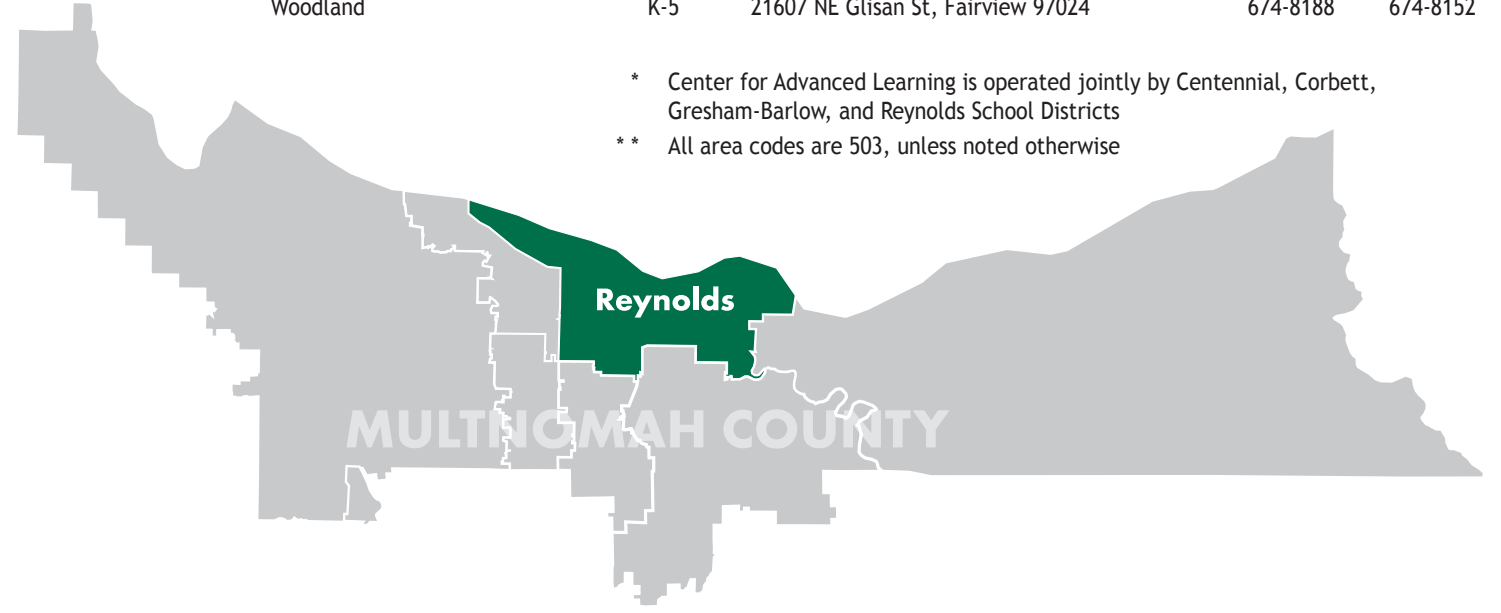 Woodland K-5 21607 NE Glisan St, Fairview 97024 674-8188 674-8152
* Center for Advanced Learning is operated jointly by Centennial, Corbett,
Gresham-Barlow, and Reynolds School Districts
** All area codes are 503, unless noted otherwise
Reynolds
MULTNOMAH COUNTY